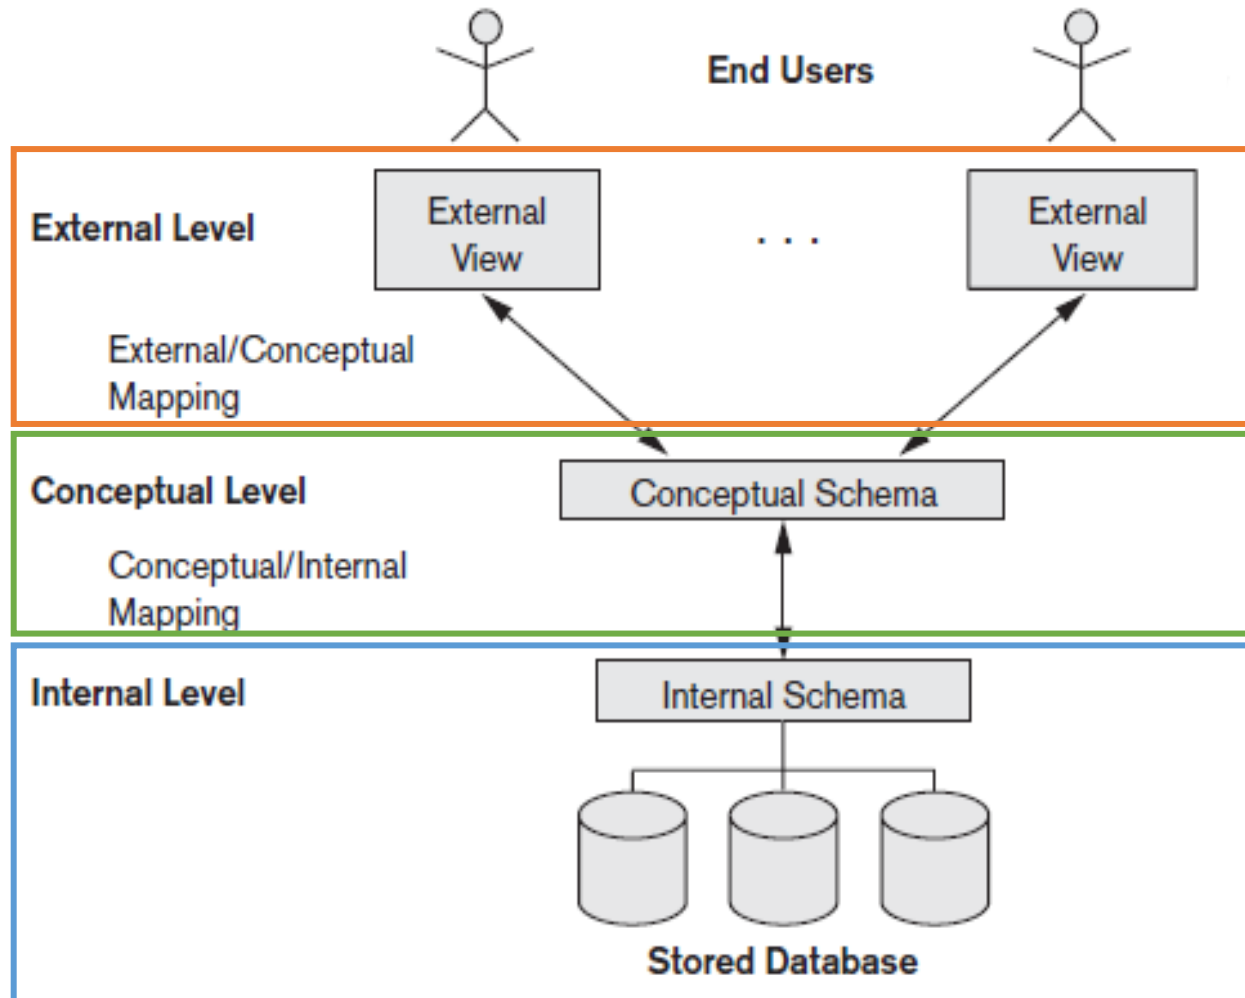 End Users
External Level
External
View
. . .
External
View
External/Conceptual
Mapping
Conceptual Level
Conceptual Schema
Conceptual/Internal
Mapping
Internal Level
Internal Schema
Stored Database